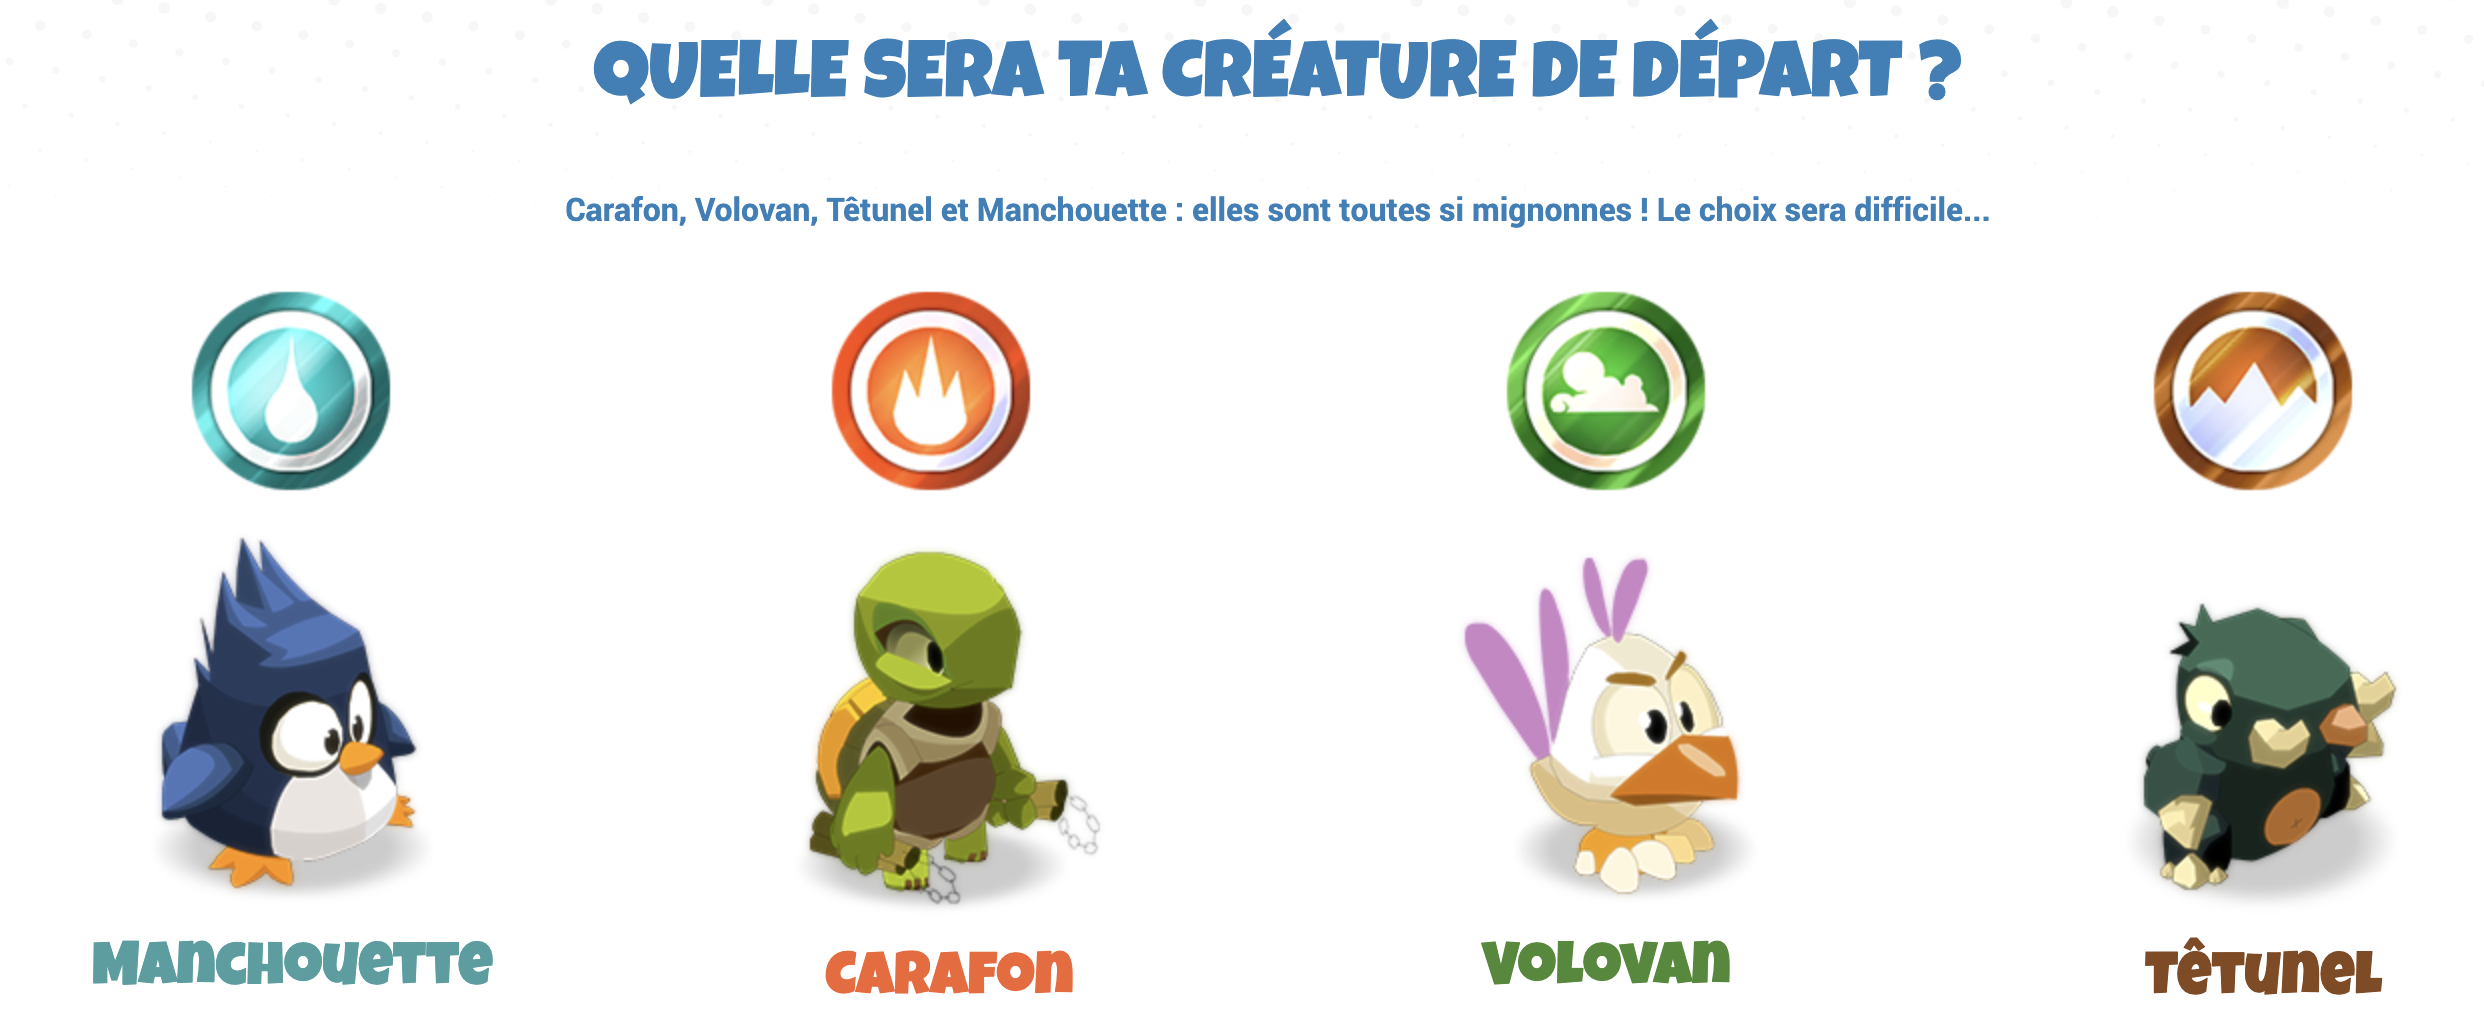 QUELLE SERA TA CRÉATURE DE DÉPART ?
Carafon, Volovan, Têtunel et Manchouette : elles sont toutes si mignonnes ! Le choix sera difficile...
MANCHOUETTE
CARAFON
VOLOVAN
TÊTUNEL